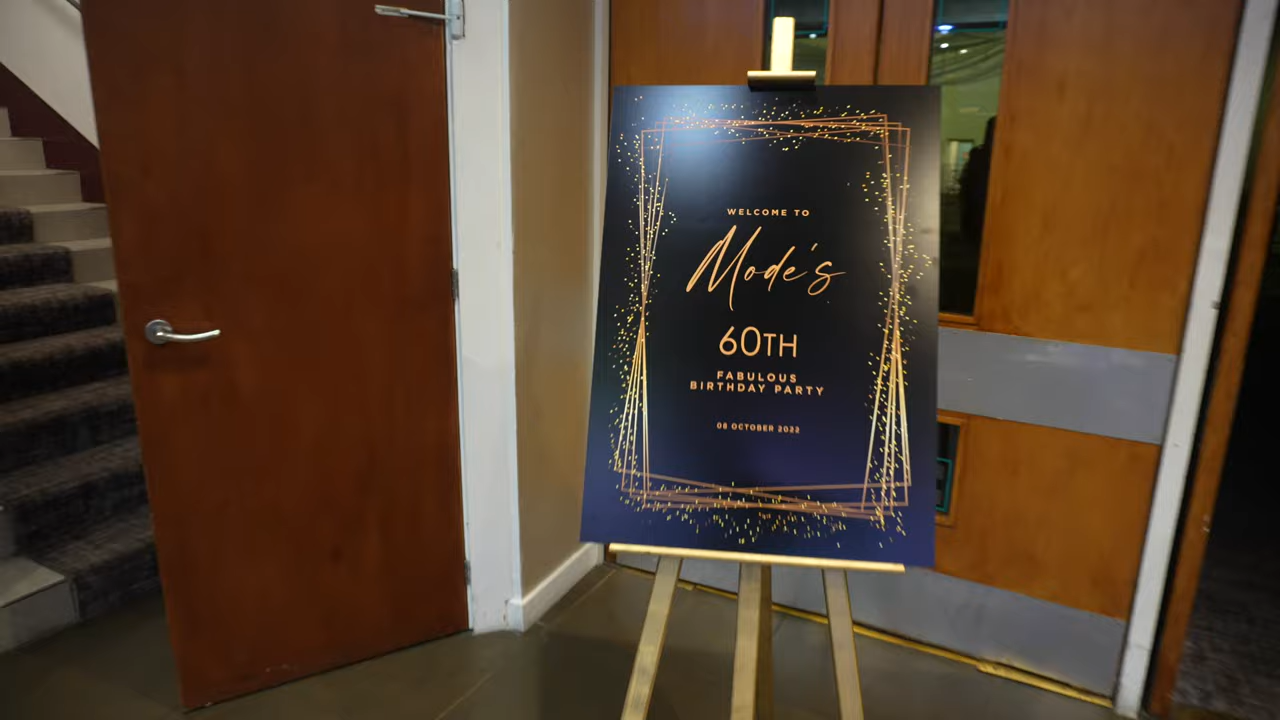 WELCOME TO
Mode's
60TH
FABULOUS
BIRTHDAY PARTY
08 OCTOBER 2022